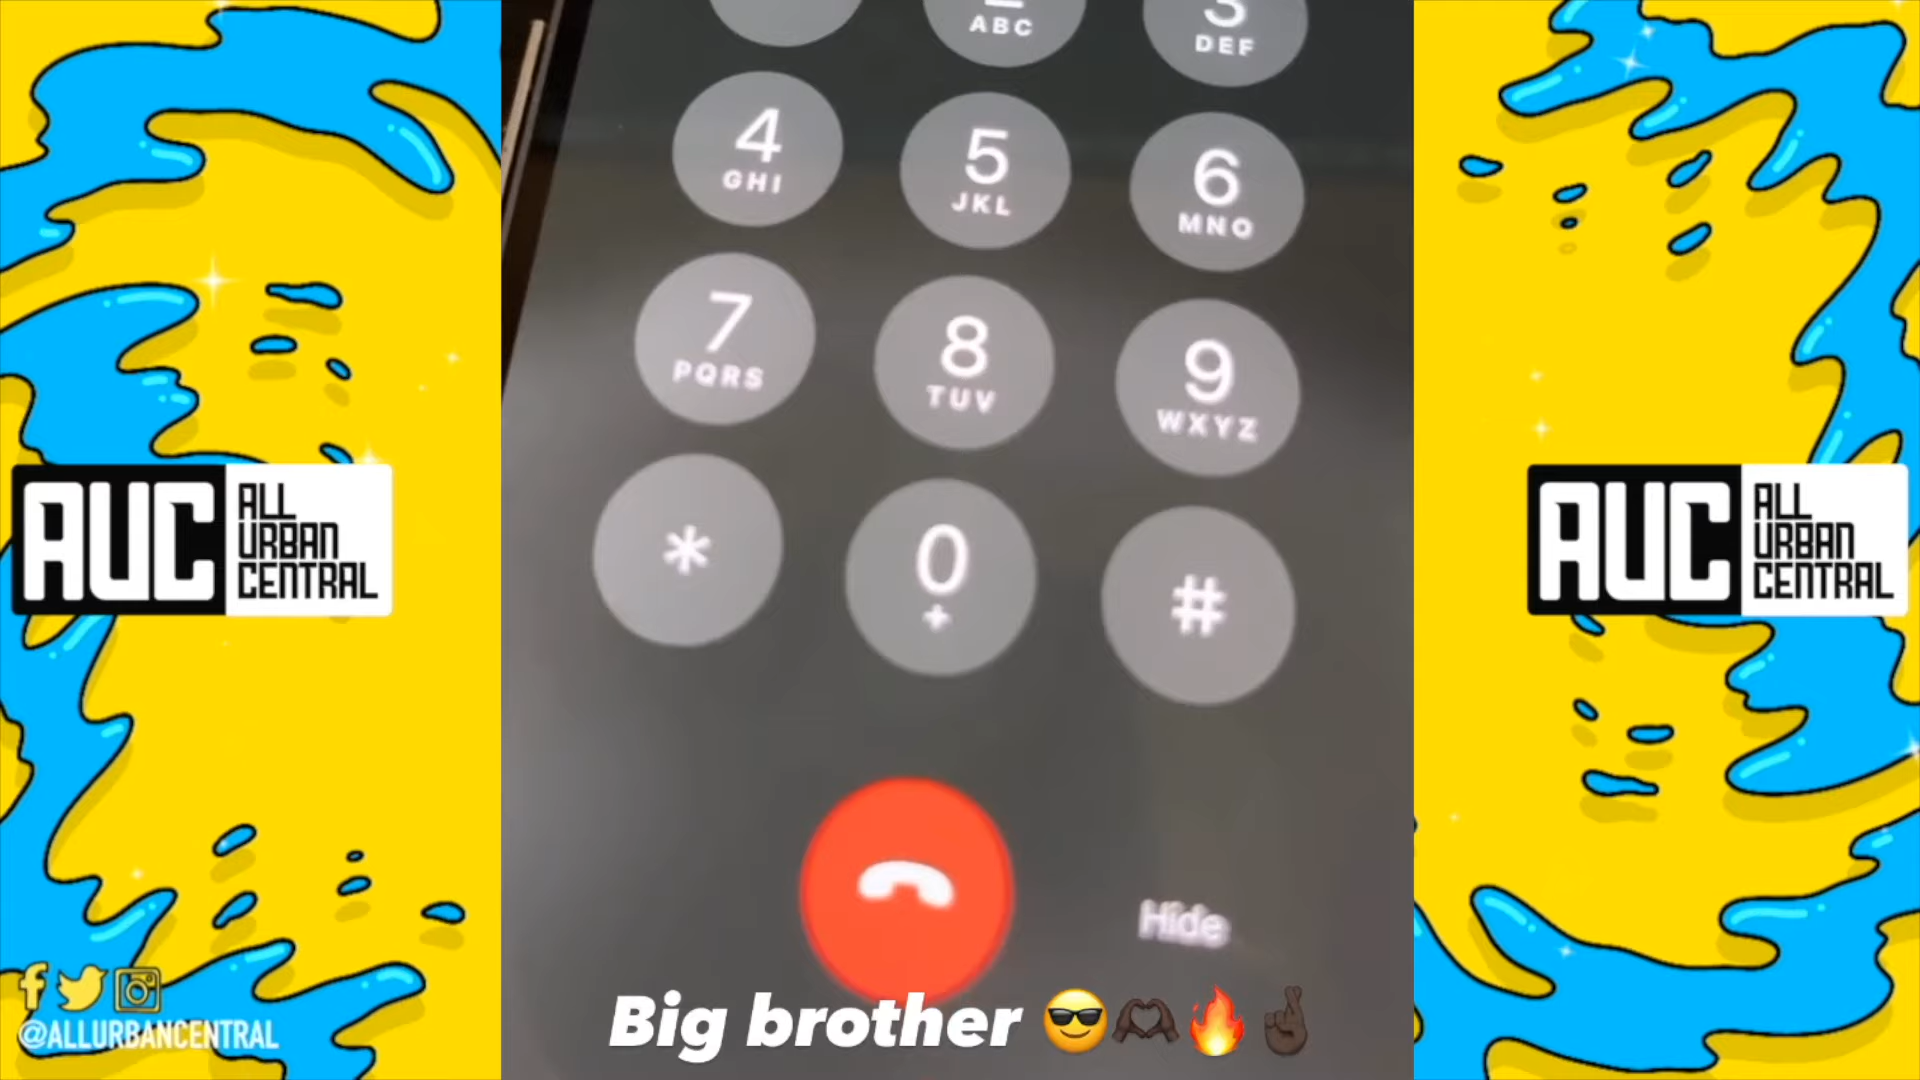 ABC
3
DEF
4
GHI
5
JKL
6
MNO
7
PQRS
8
TUV
9
WXYZ
*
0
+
#
Hide
Big brother 😎🫶🏿🔥🤞🏿
AUC
ALL
URBAN
CENTRAL
AUC
ALL
URBAN
CENTRAL
@ALLURBANCENTRAL